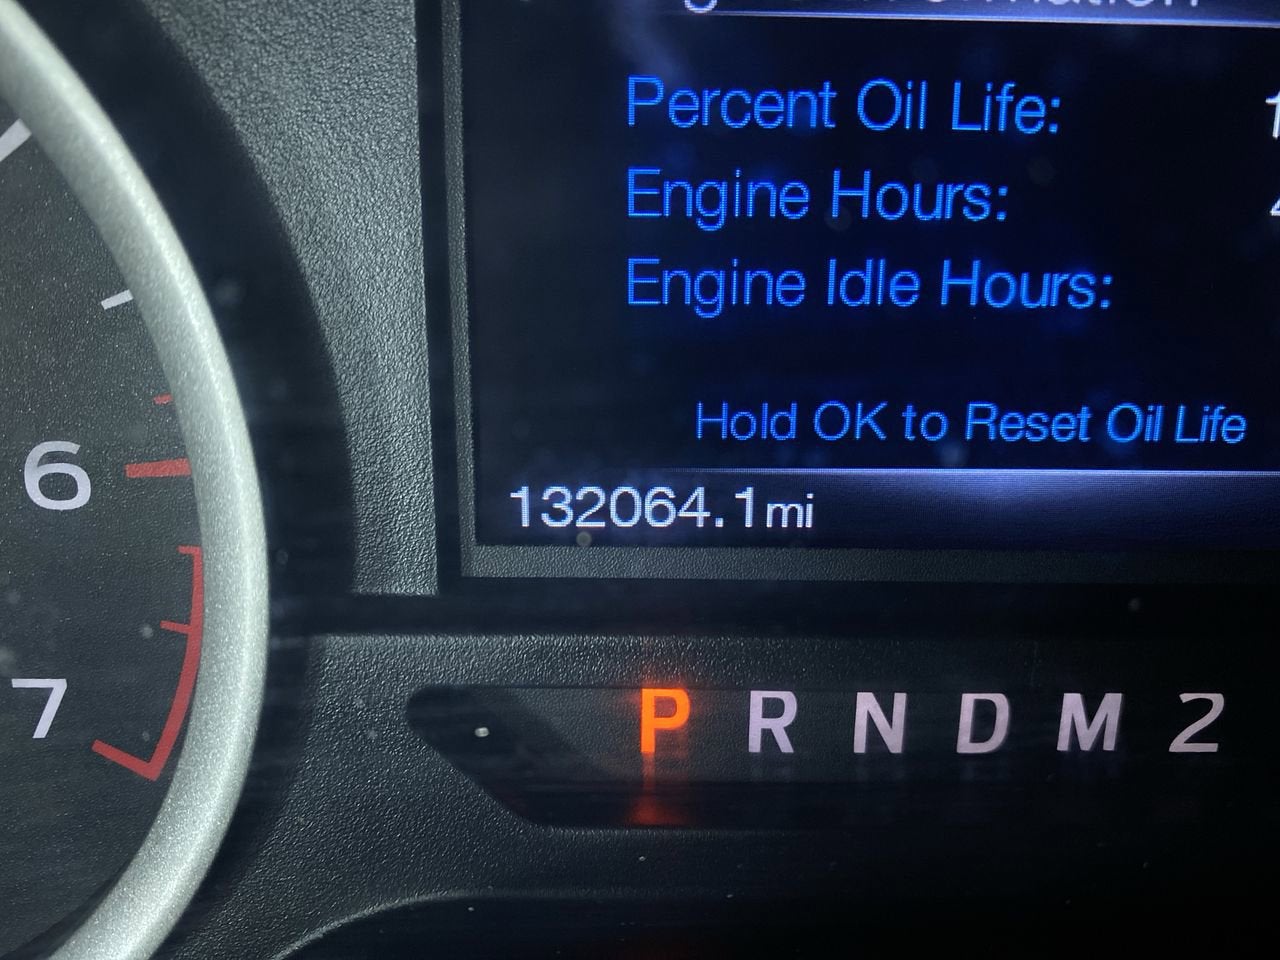 Percent Oil Life:
Engine Hours:
Engine Idle Hours:
Hold OK to Reset Oil Life
132064.1mi
6
7
P R N D M 2